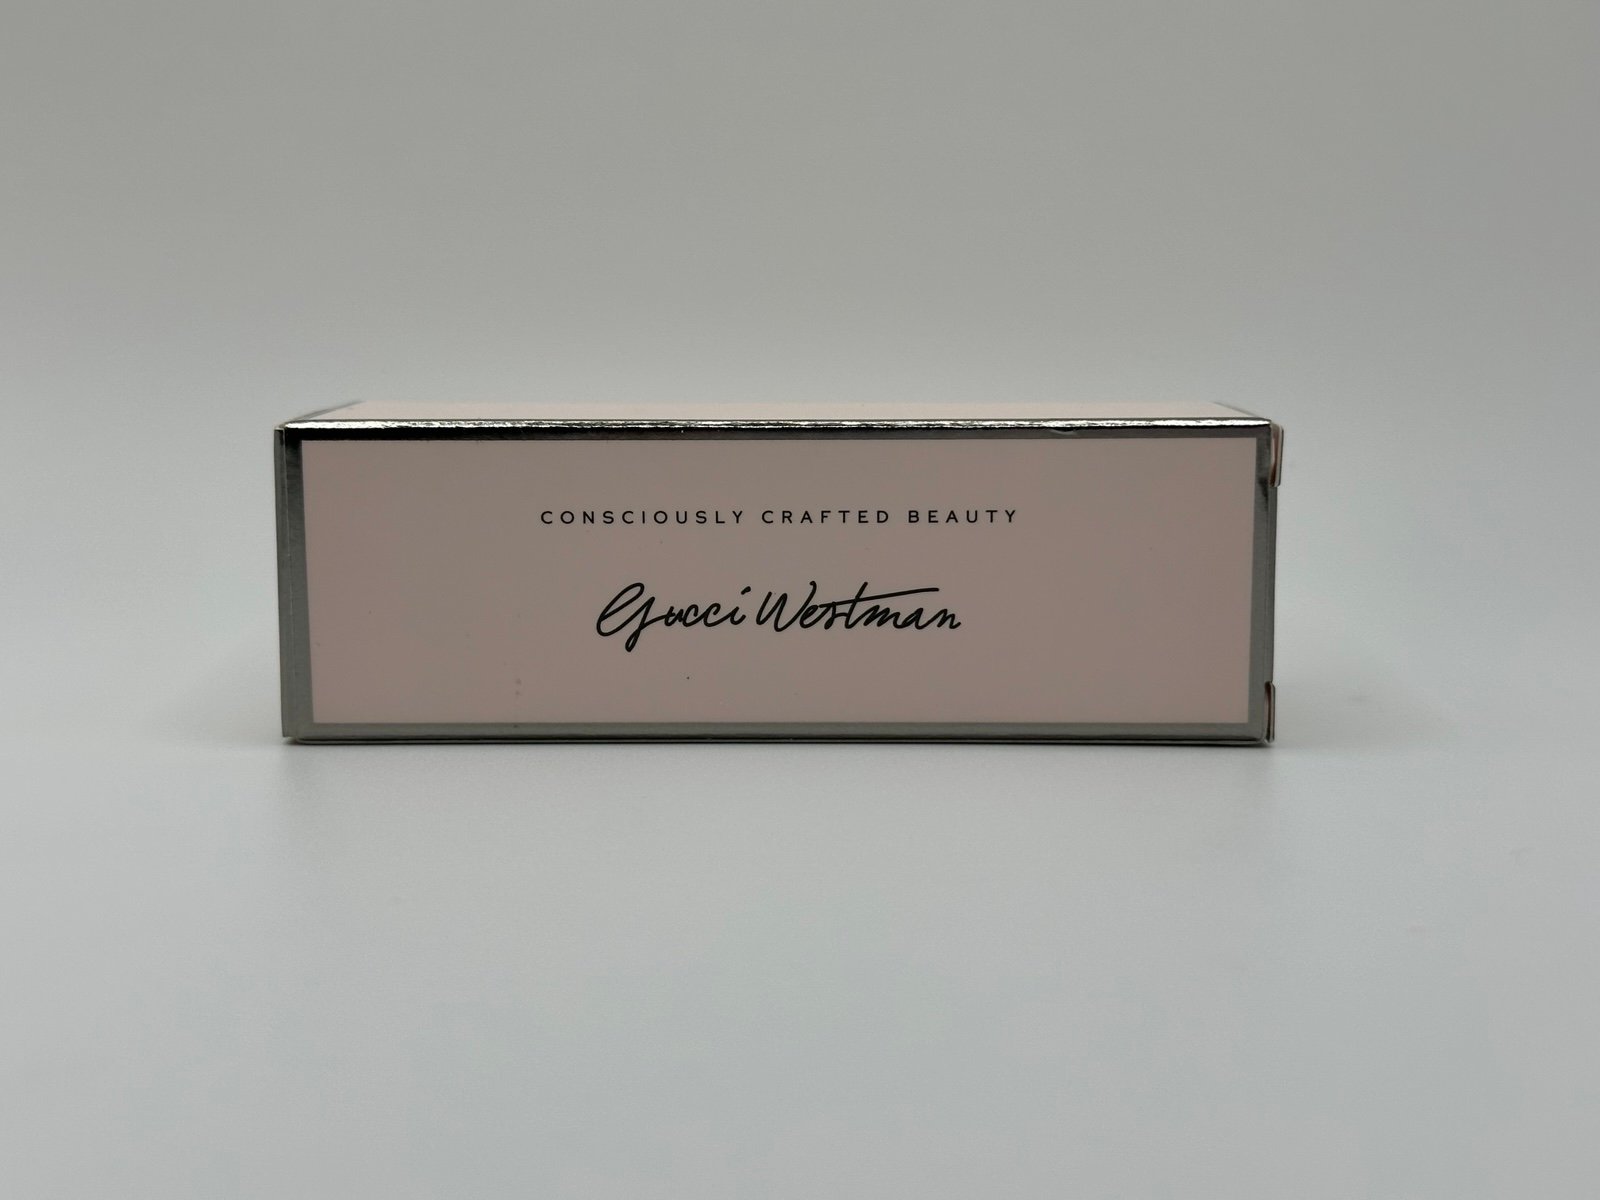 CONSCIOUSLY CRAFTED BEAUTY
Gucci Westman